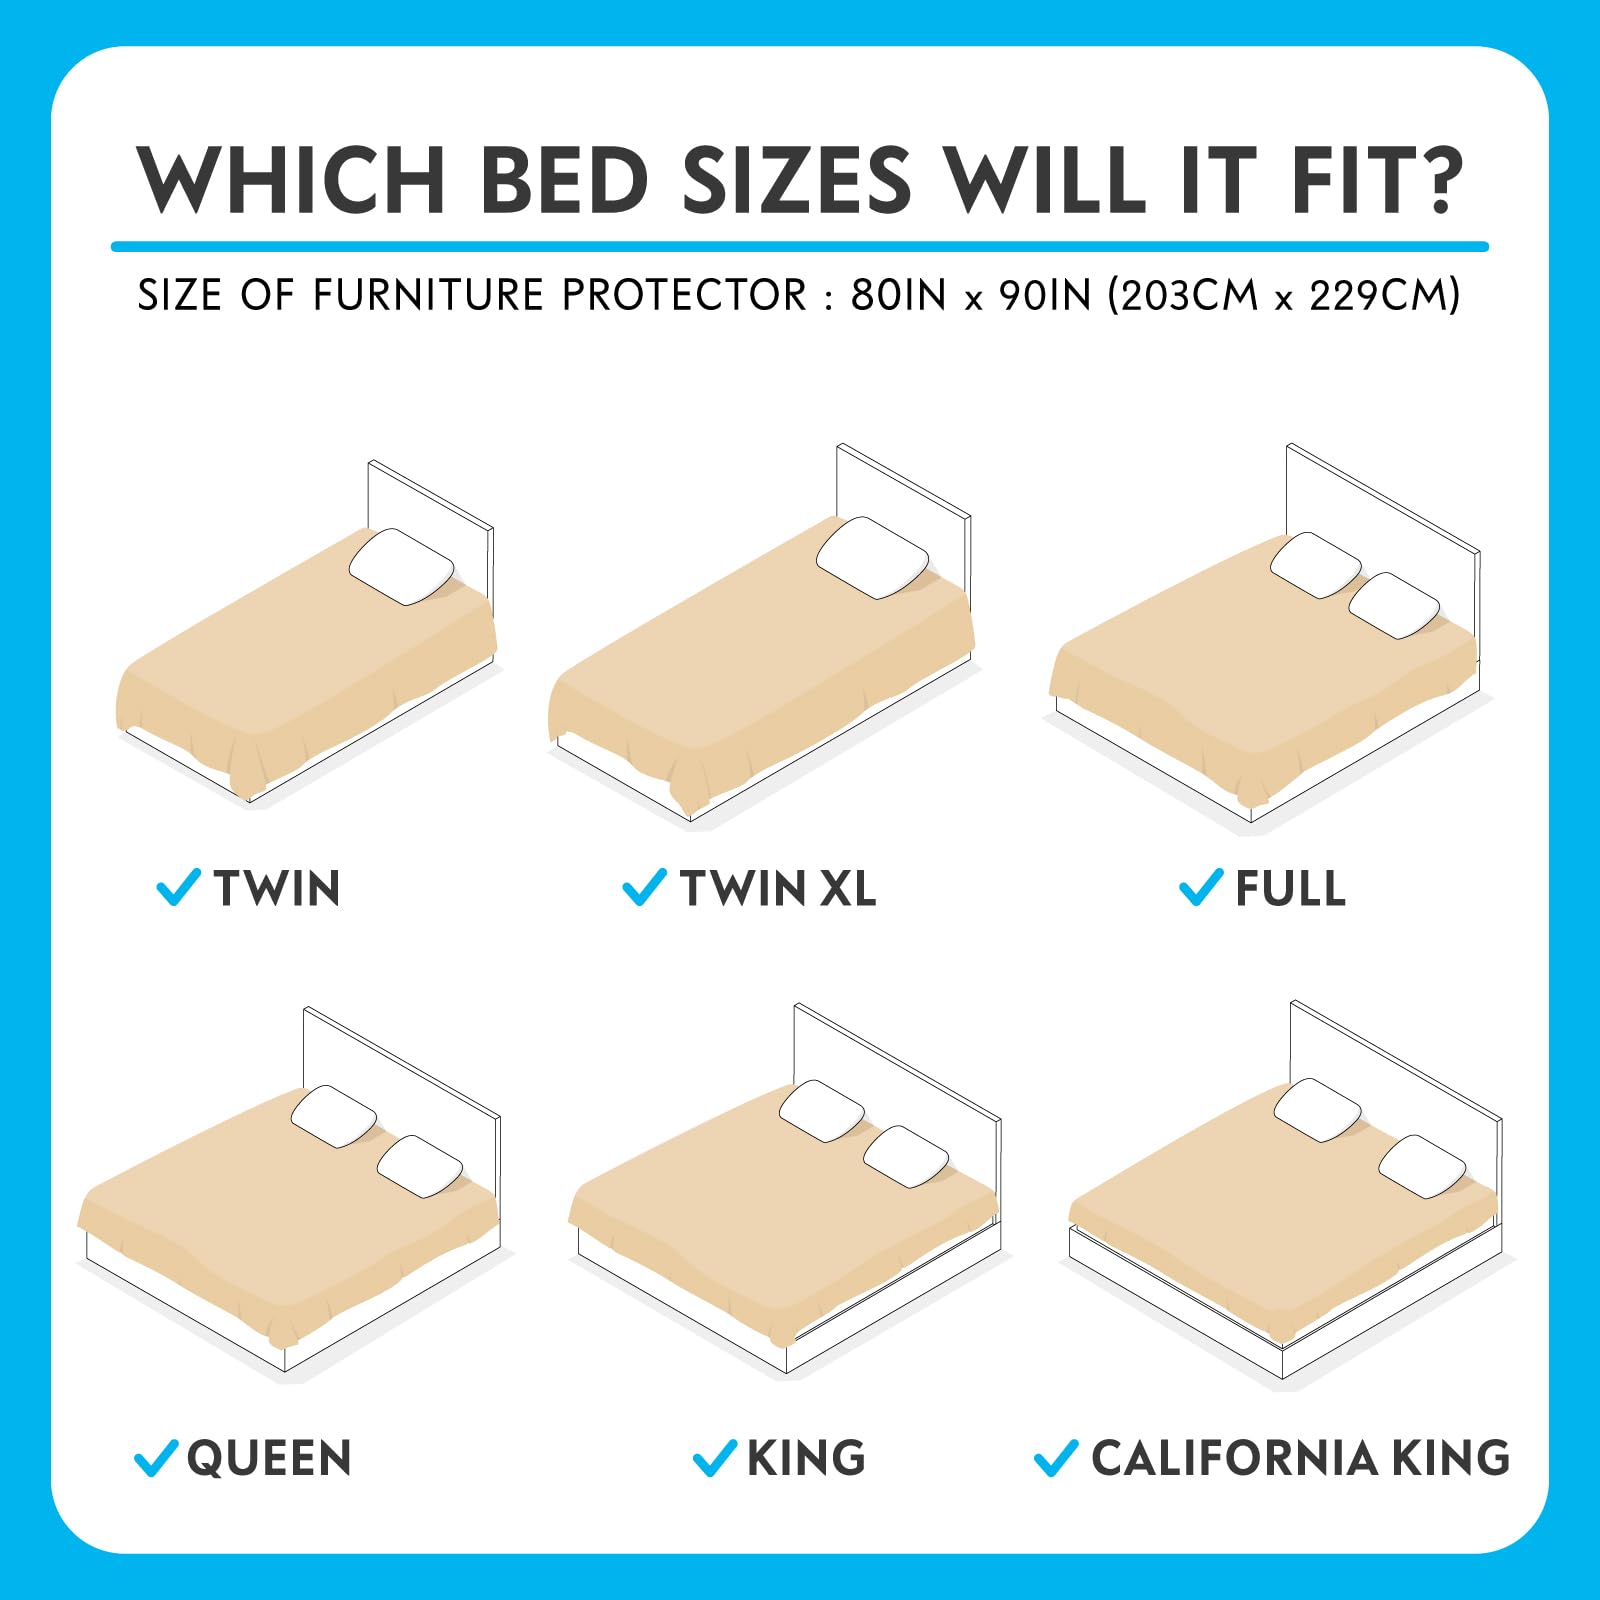 WHICH BED SIZES WILL IT FIT?
SIZE OF FURNITURE PROTECTOR : 80IN x 90IN (203CM x 229CM)
TWIN
TWIN XL
FULL
QUEEN
KING
CALIFORNIA KING